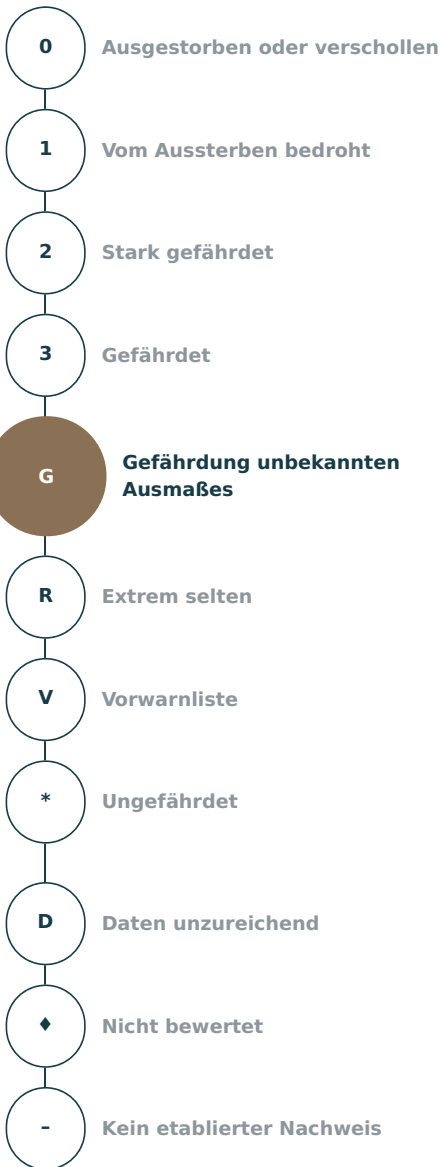 0 Ausgestorben oder verschollen
1 Vom Aussterben bedroht
2 Stark gefährdet
3 Gefährdet
G Gefährdung unbekannten
Ausmaßes
R Extrem selten
V Vorwarnliste
* Ungefährdet
D Daten unzureichend
♦ Nicht bewertet
– Kein etablierter Nachweis